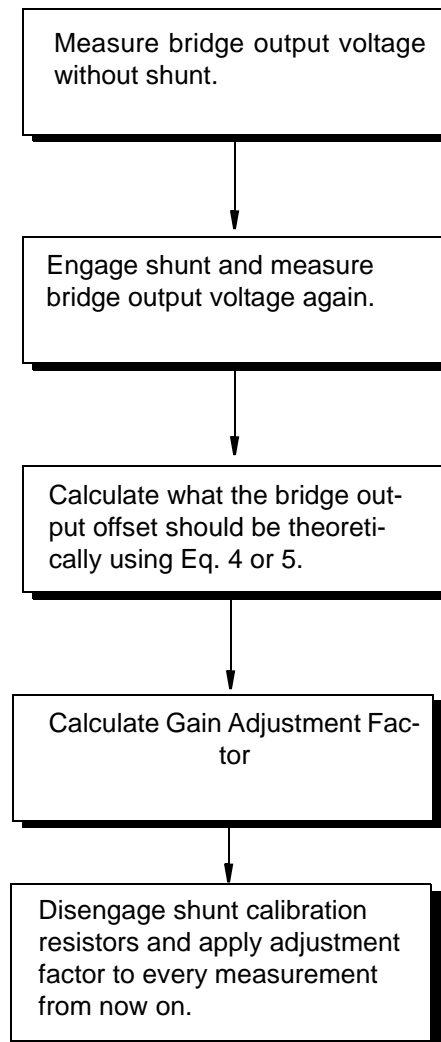 Measure bridge output voltage
without shunt.
Engage shunt and measure
bridge output voltage again.
Calculate what the bridge out-
put offset should be theoreti-
cally using Eq. 4 or 5.
Calculate Gain Adjustment Fac-
tor
Disengage shunt calibration
resistors and apply adjustment
factor to every measurement
from now on.